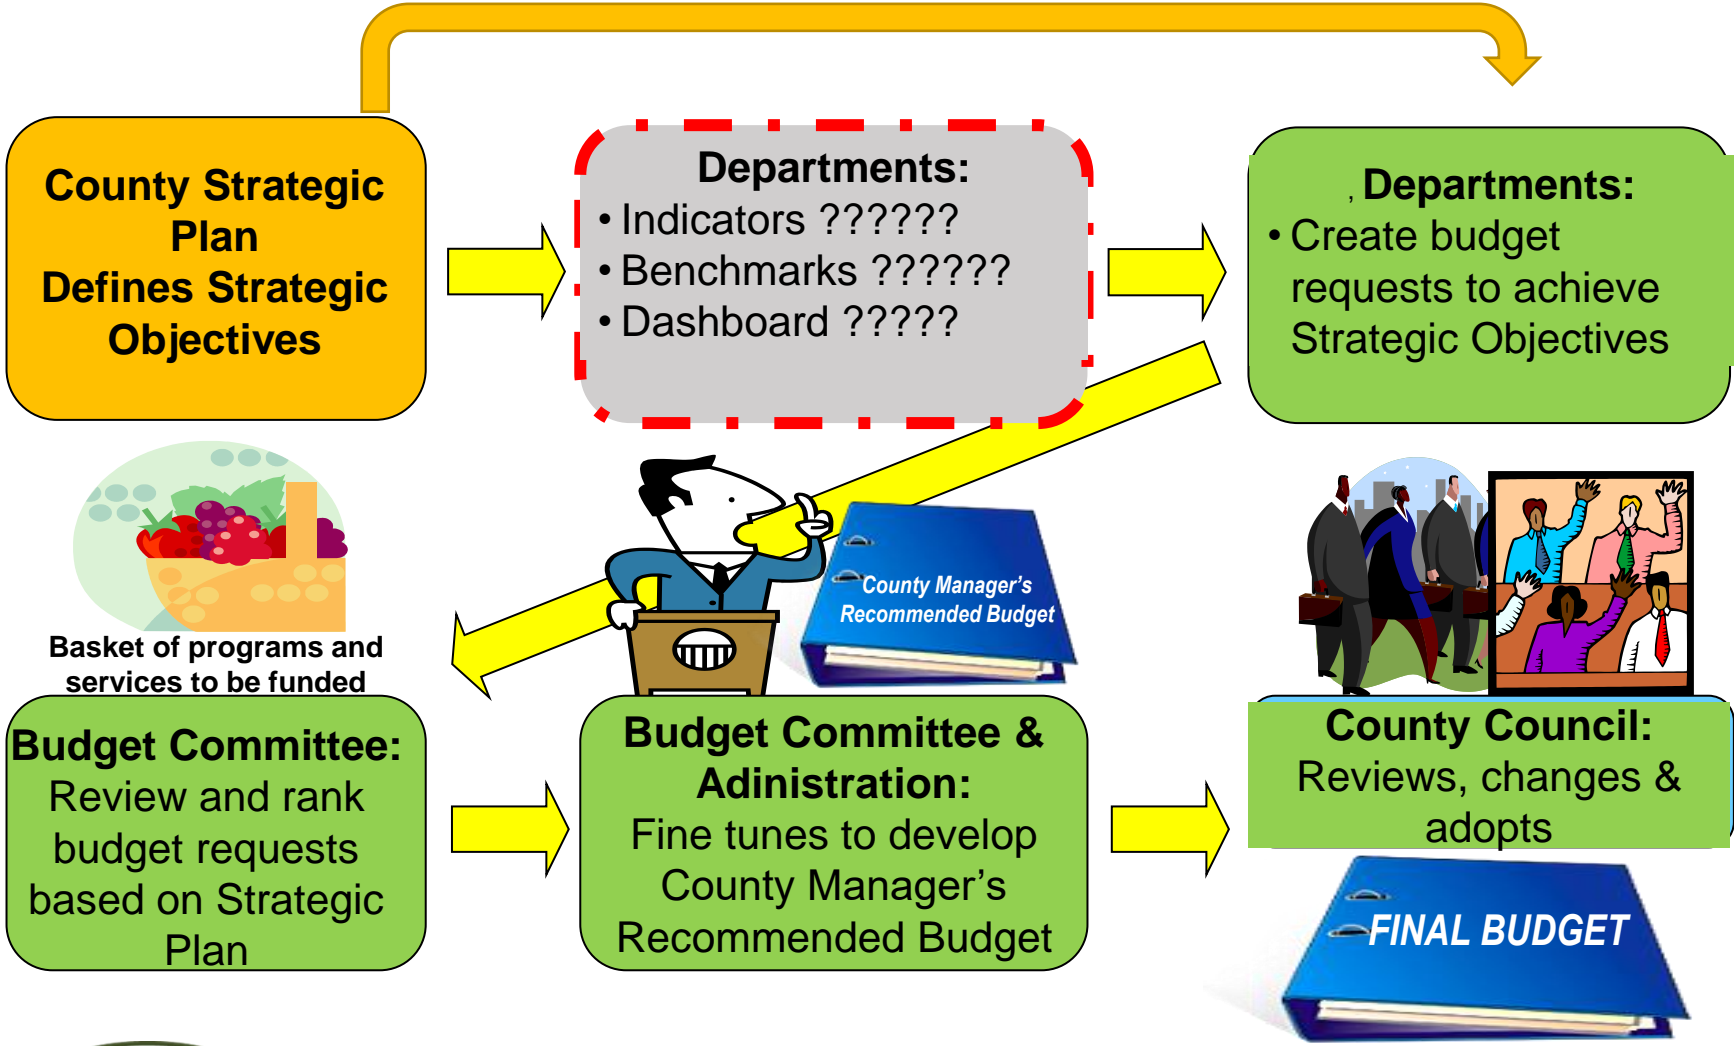 County Strategic
Plan
Defines Strategic
Objectives
Departments:
• Indicators ??????
• Benchmarks ??????
• Dashboard ?????
, Departments:
• Create budget
requests to achieve
Strategic Objectives
Basket of programs and
services to be funded
County Manager’s
Recommended Budget
Budget Committee:
Review and rank
budget requests
based on Strategic
Plan
Budget Committee &
Adinistration:
Fine tunes to develop
County Manager’s
Recommended Budget
County Council:
Reviews, changes &
adopts
FINAL BUDGET